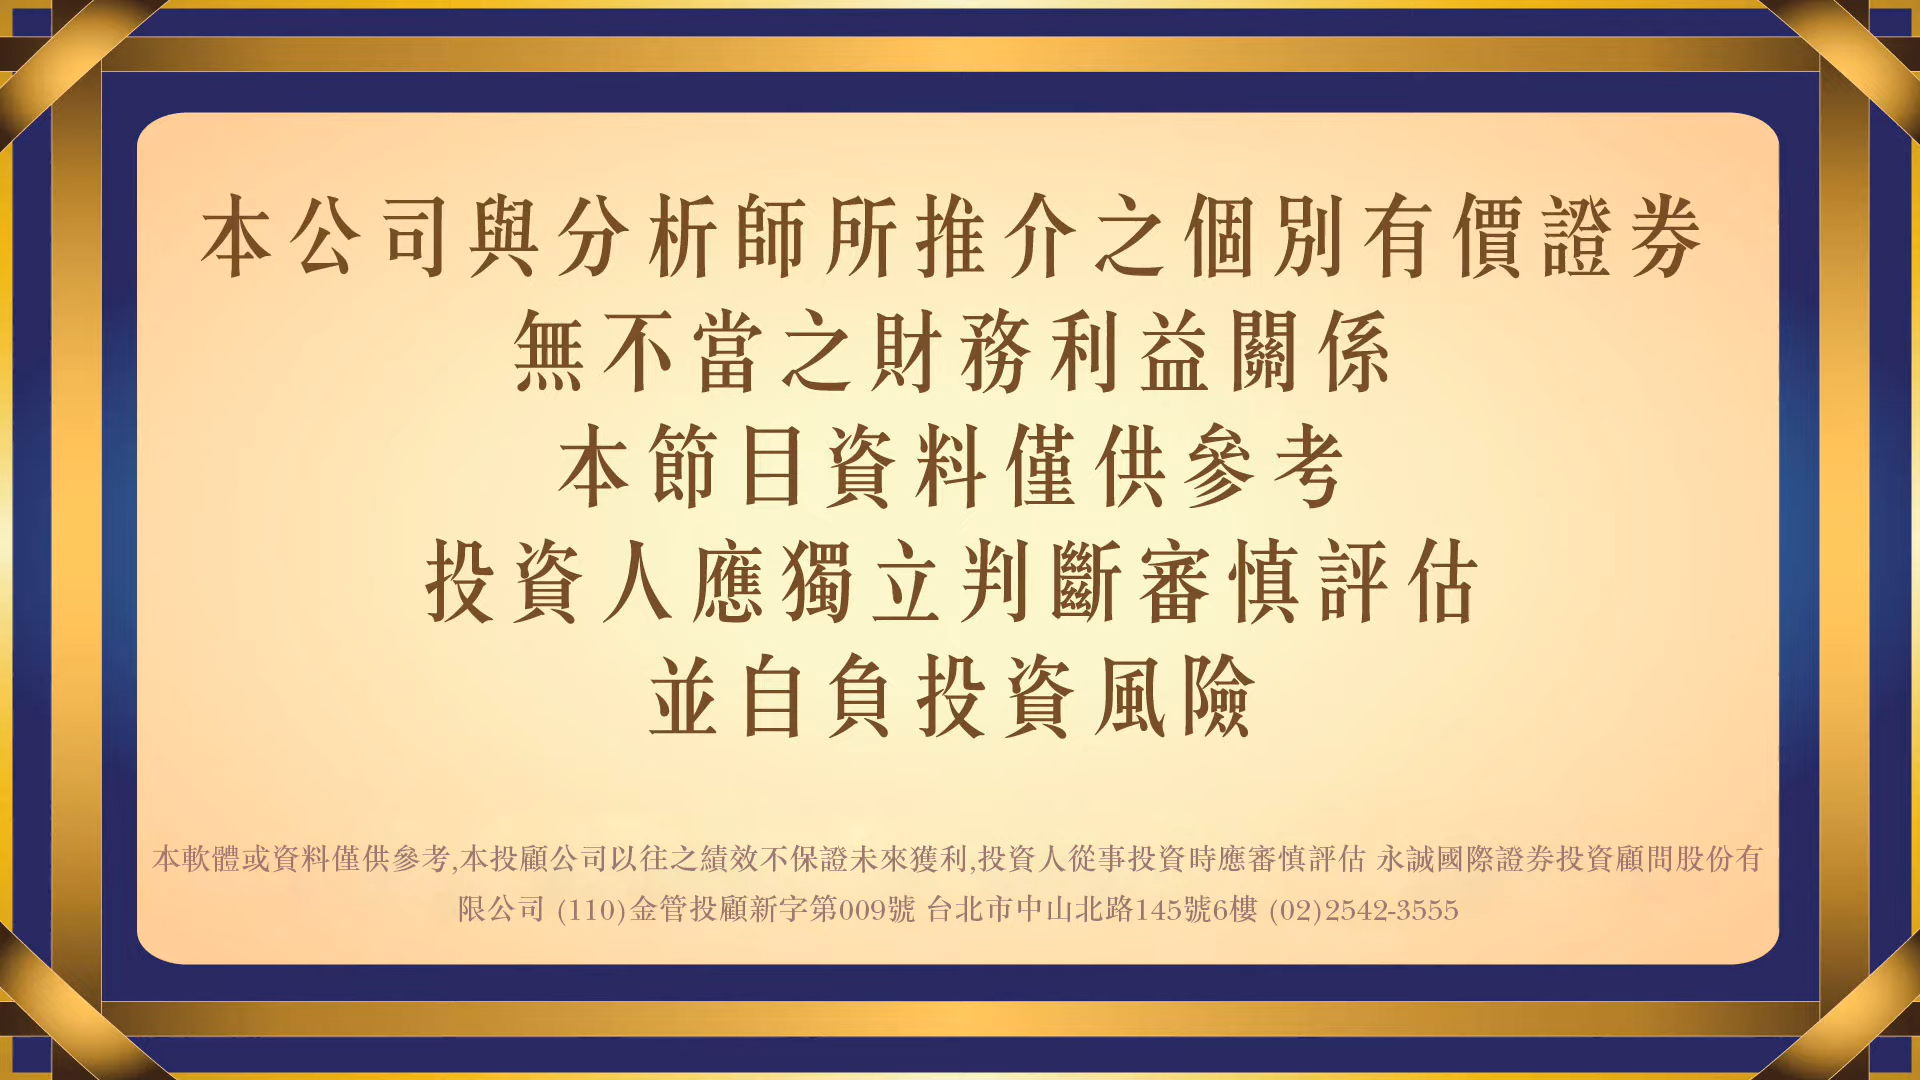 本公司與分析師所推介之個別有價證券
無不當之財務利益關係
本節目資料僅供參考
投資人應獨立判斷審慎評估
並自負投資風險
本軟體或資料僅供參考,本投顧公司以往之績效不保證未來獲利,投資人從事投資時應審慎評估 永誠國際證券投資顧問股份有
限公司 (110)金管投顧新字第009號 台北市中山北路145號6樓 (02)2542-3555